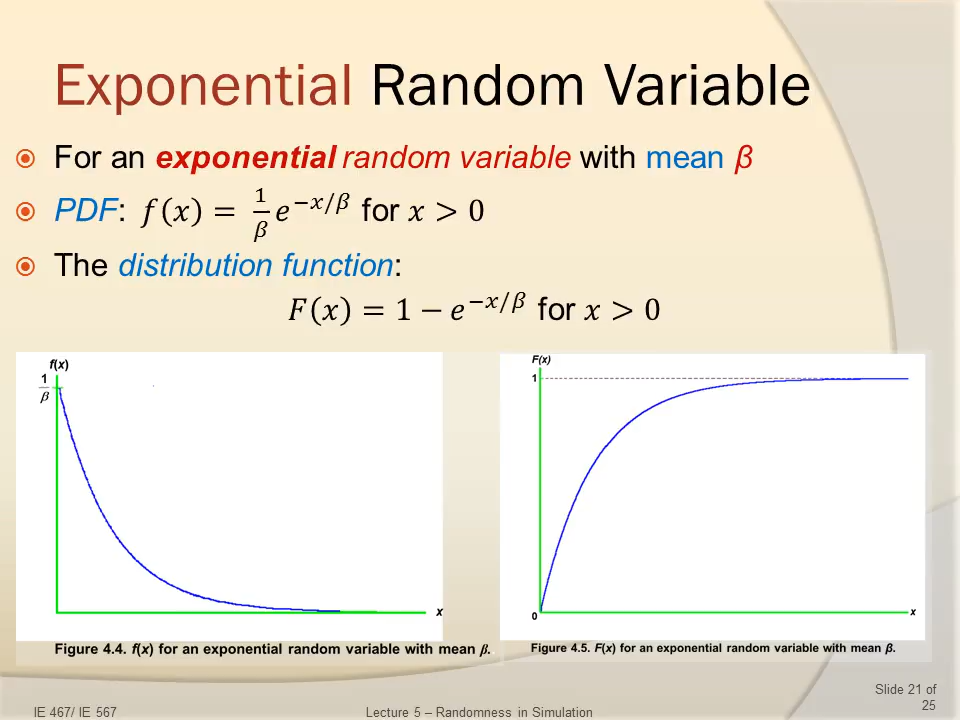 Exponential Random Variable
For an exponential random variable with mean β
PDF: f(x) = 1/β e^{−x/β} for x > 0
The distribution function:
F(x) = 1 − e^{−x/β} for x > 0
f(x)
1
β
x
Figure 4.4. f(x) for an exponential random variable with mean β.
F(x)
1
0
x
Figure 4.5. F(x) for an exponential random variable with mean β.
IE 467/ IE 567
Lecture 5 – Randomness in Simulation
Slide 21 of
25